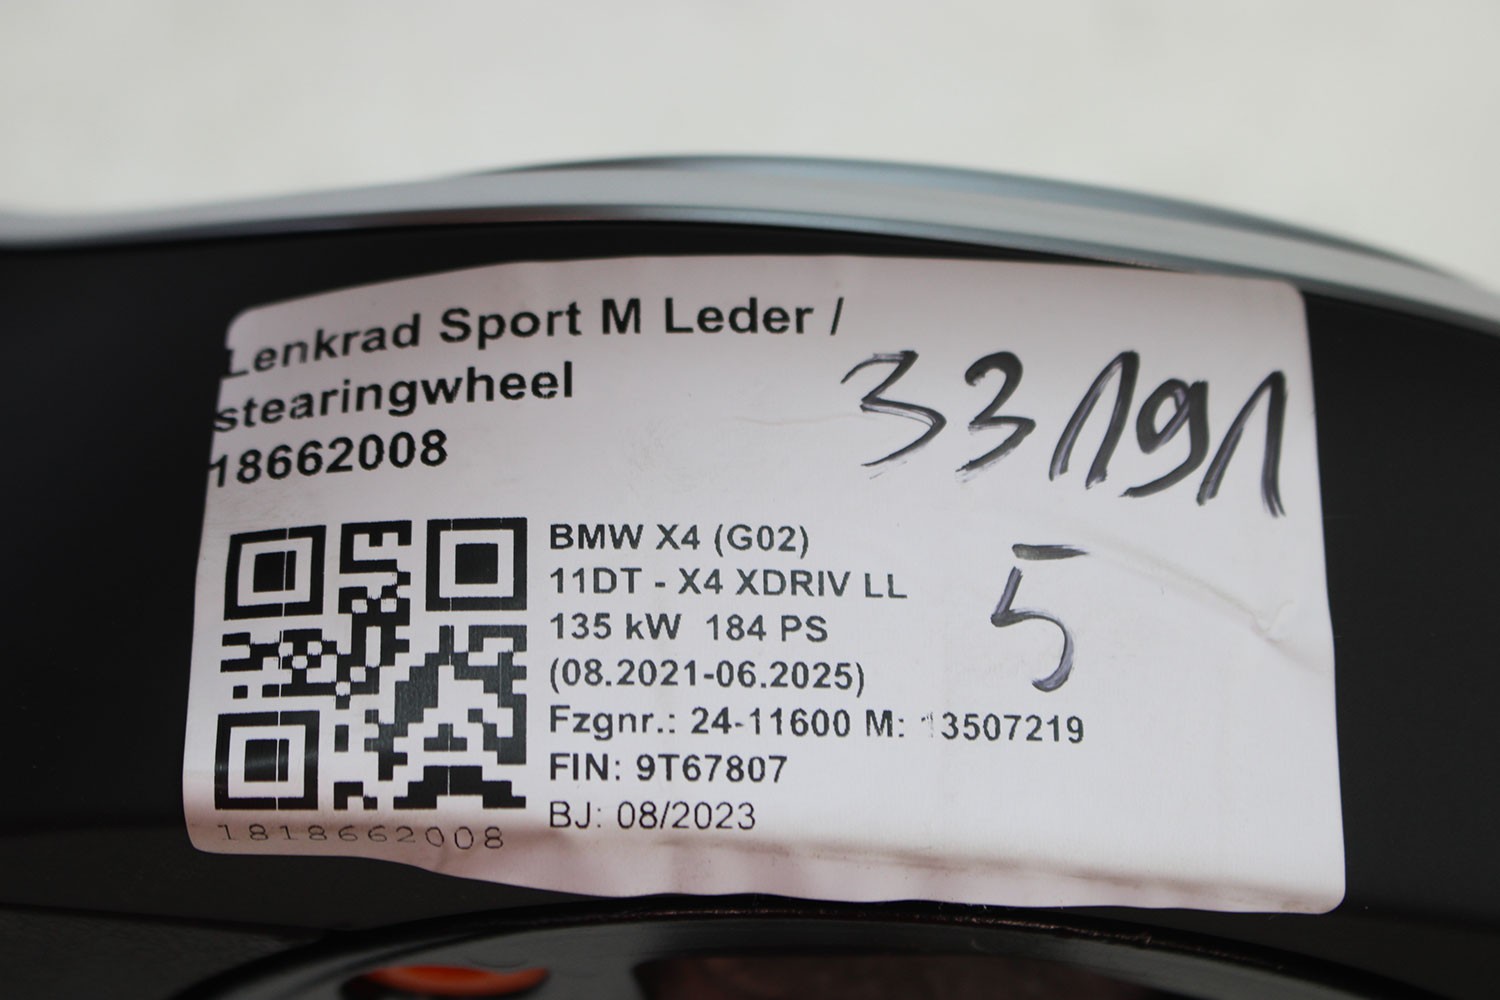 Lenkrad Sport M Leder /
stearingwheel
18662008
33191
5
BMW X4 (G02)
11DT - X4 XDRIV LL
135 kW 184 PS
(08.2021-06.2025)
Fzgnr.: 24-11600 M: 13507219
FIN: 9T67807
BJ: 08/2023
1818662008